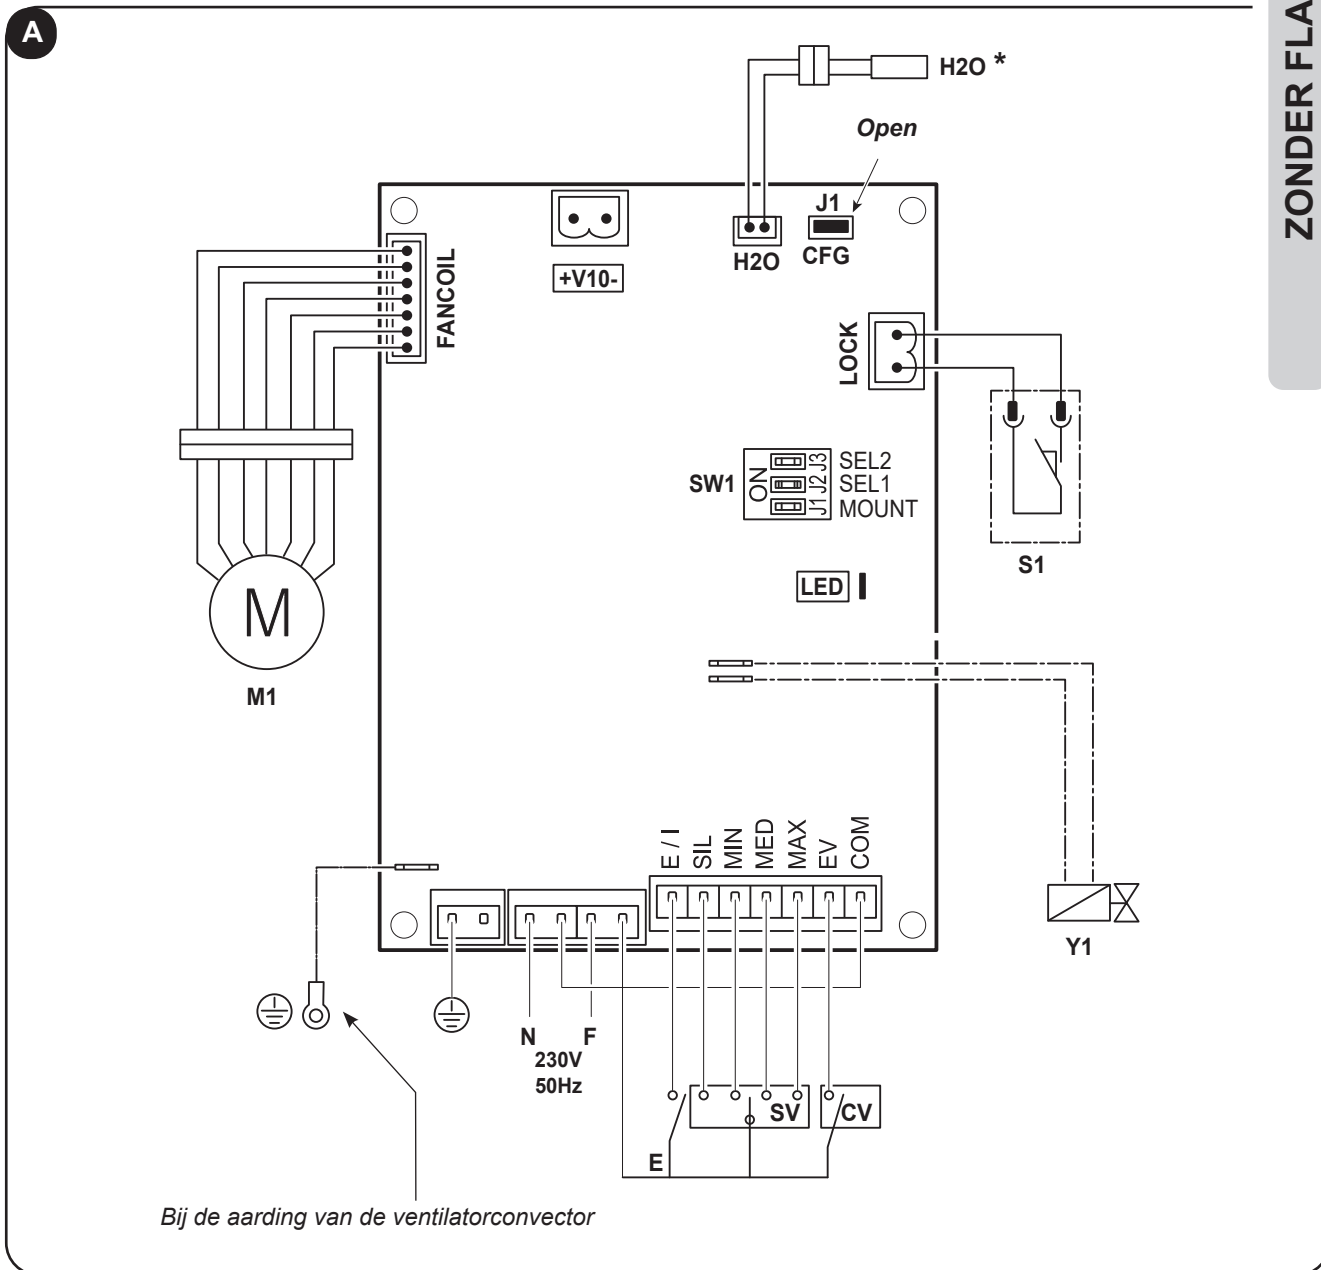 A
ZONDER FLA
H2O *
Open
J1
H2O
CFG
+V10-
FANCOIL
LOCK
SW1
ON
J3
J2
J1
SEL2
SEL1
MOUNT
S1
LED
M
M1
E / I
SIL
MIN
MED
MAX
EV
COM
Y1
N
F
230V
50Hz
SV
CV
E
Bij de aarding van de ventilatorconvector